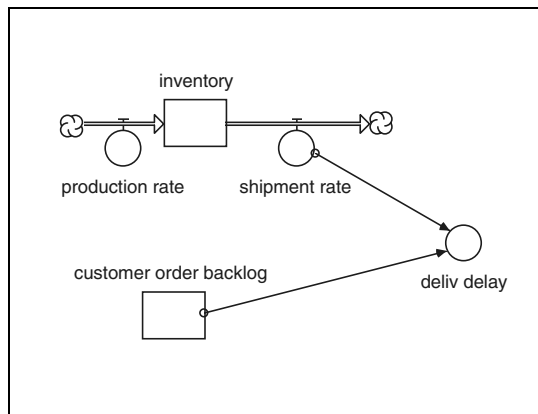 inventory
production rate
shipment rate
customer order backlog
deliv delay